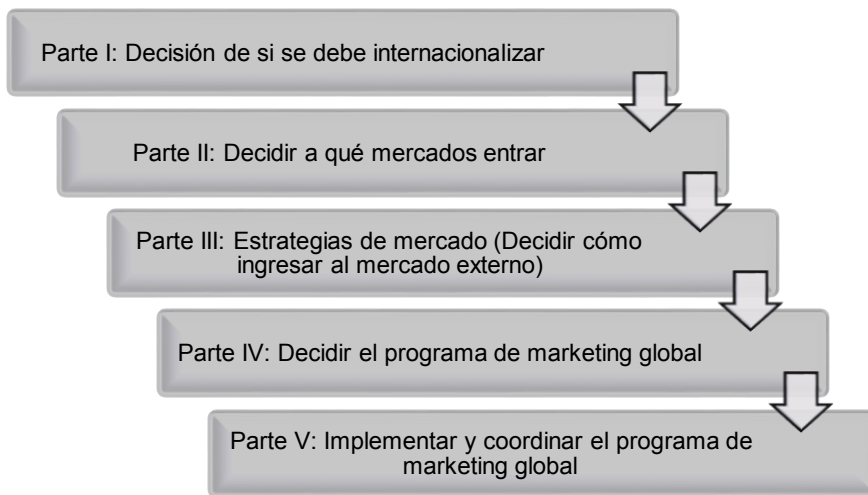 Parte I: Decisión de si se debe internacionalizar
Parte II: Decidir a qué mercados entrar
Parte III: Estrategias de mercado (Decidir cómo
ingresar al mercado externo)
Parte IV: Decidir el programa de marketing global
Parte V: Implementar y coordinar el programa de
marketing global